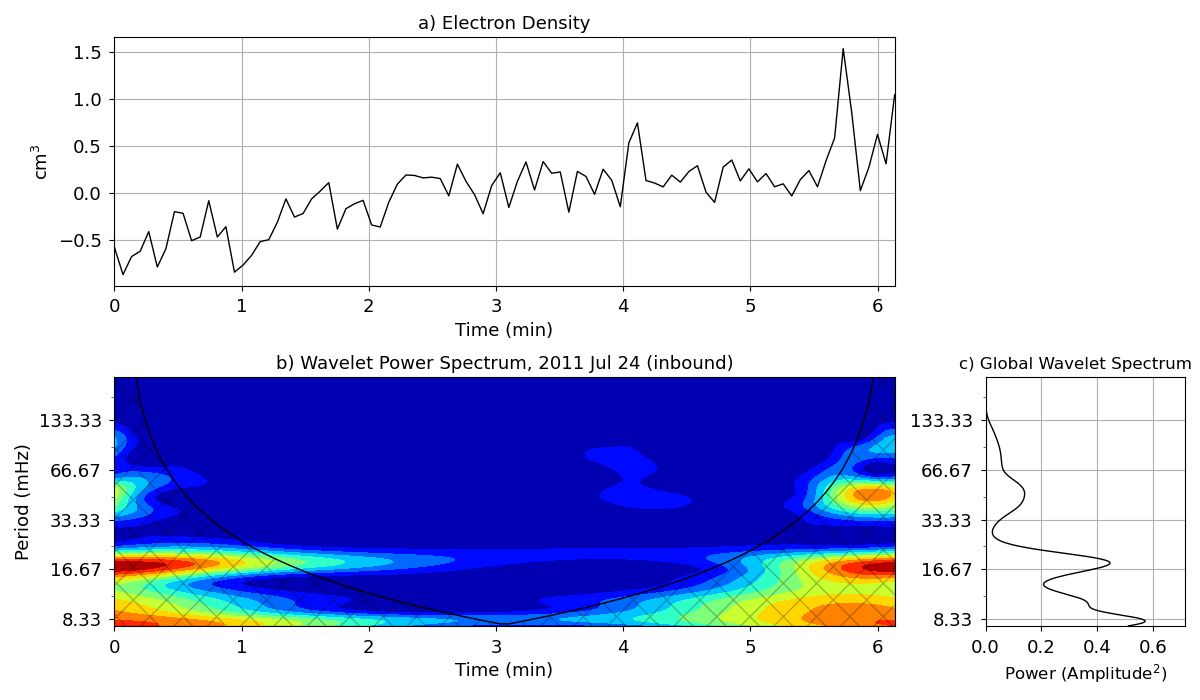 a) Electron Density
1.5
1.0
0.5
0.0
−0.5
cm³
0 1 2 3 4 5 6
Time (min)
b) Wavelet Power Spectrum, 2011 Jul 24 (inbound)
133.33
66.67
33.33
16.67
8.33
Period (mHz)
0 1 2 3 4 5 6
Time (min)
c) Global Wavelet Spectrum
133.33
66.67
33.33
16.67
8.33
0.0 0.2 0.4 0.6
Power (Amplitude²)